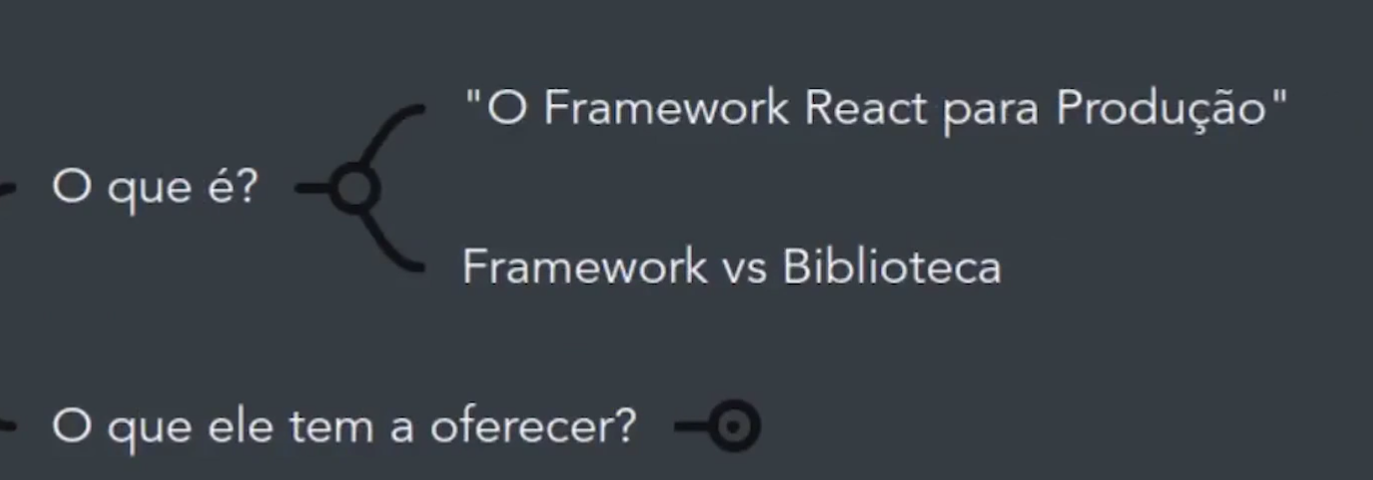 "O Framework React para Produção"
O que é?
Framework vs Biblioteca
O que ele tem a oferecer?